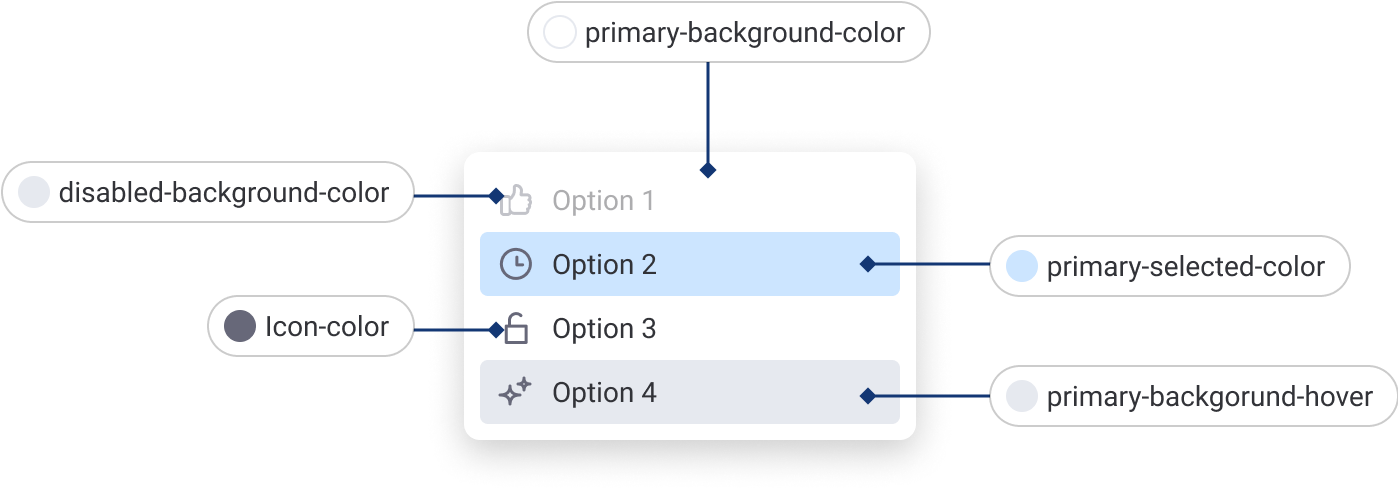 primary-background-color
disabled-background-color
Option 1
Option 2
primary-selected-color
Icon-color
Option 3
Option 4
primary-backgorund-hover